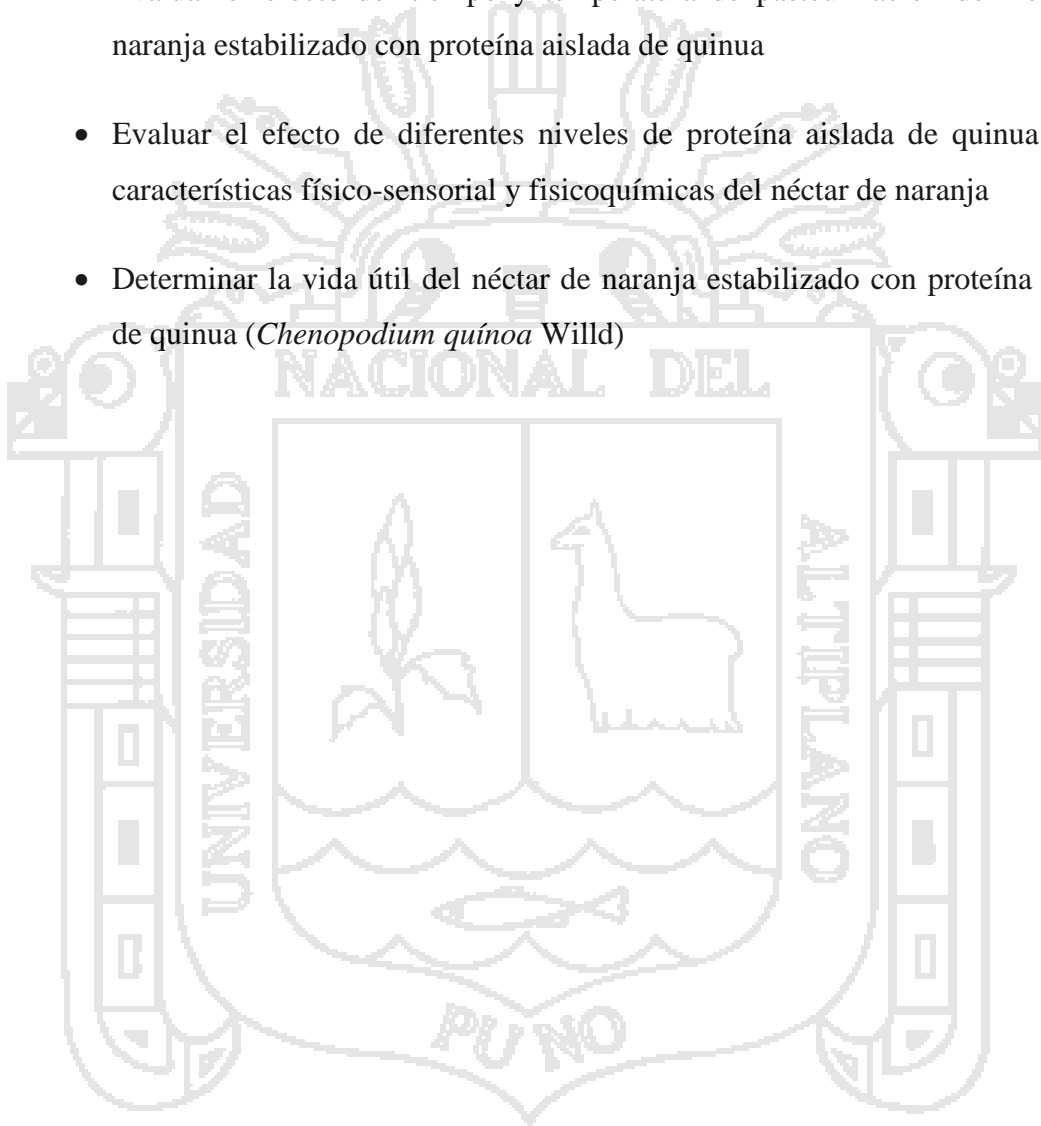 naranja estabilizado con proteína aislada de quinua
• Evaluar el efecto de diferentes niveles de proteína aislada de quinua
características físico-sensorial y fisicoquímicas del néctar de naranja
• Determinar la vida útil del néctar de naranja estabilizado con proteína
de quinua (Chenopodium quínoa Willd)
NACIONAL DEL
UNIVERSIDAD
ALTIPLANO
PUNO